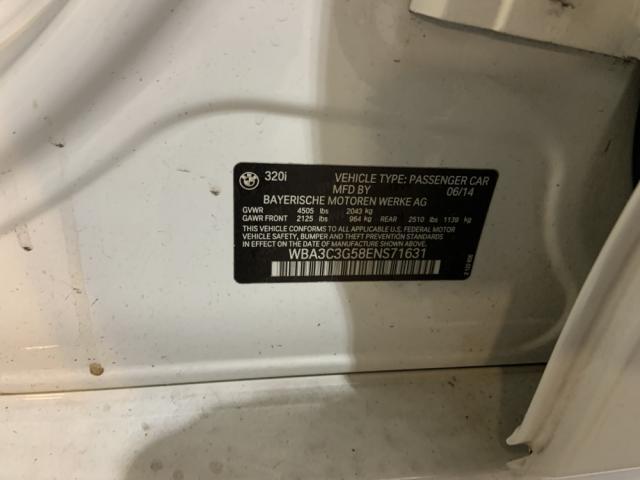 BMW 320i VEHICLE TYPE: PASSENGER CAR
MFD BY 06/14
BAYERISCHE MOTOREN WERKE AG
GVWR 4505 lbs 2043 kg
GAWR FRONT 2125 lbs 964 kg REAR 2510 lbs 1139 kg
THIS VEHICLE CONFORMS TO ALL APPLICABLE U.S. FEDERAL MOTOR
VEHICLE SAFETY, BUMPER, AND THEFT PREVENTION STANDARDS IN
EFFECT ON THE DATE OF MANUFACTURE SHOWN ABOVE.
WBA3C3G58ENS71631